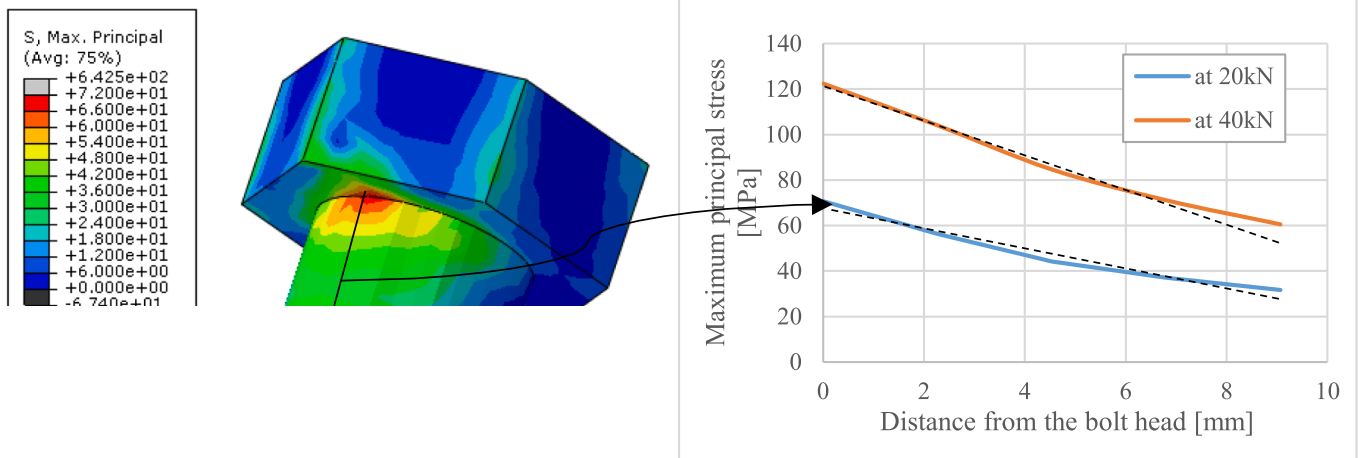 S, Max. Principal
(Avg: 75%)
+6.425e+02
+7.200e+01
+6.600e+01
+6.000e+01
+5.400e+01
+4.800e+01
+4.200e+01
+3.600e+01
+3.000e+01
+2.400e+01
+1.800e+01
+1.200e+01
+6.000e+00
+0.000e+00
-6.740e+01
Maximum principal stress
[MPa]
140
120
100
80
60
40
20
0
at 20kN
at 40kN
0 2 4 6 8 10
Distance from the bolt head [mm]